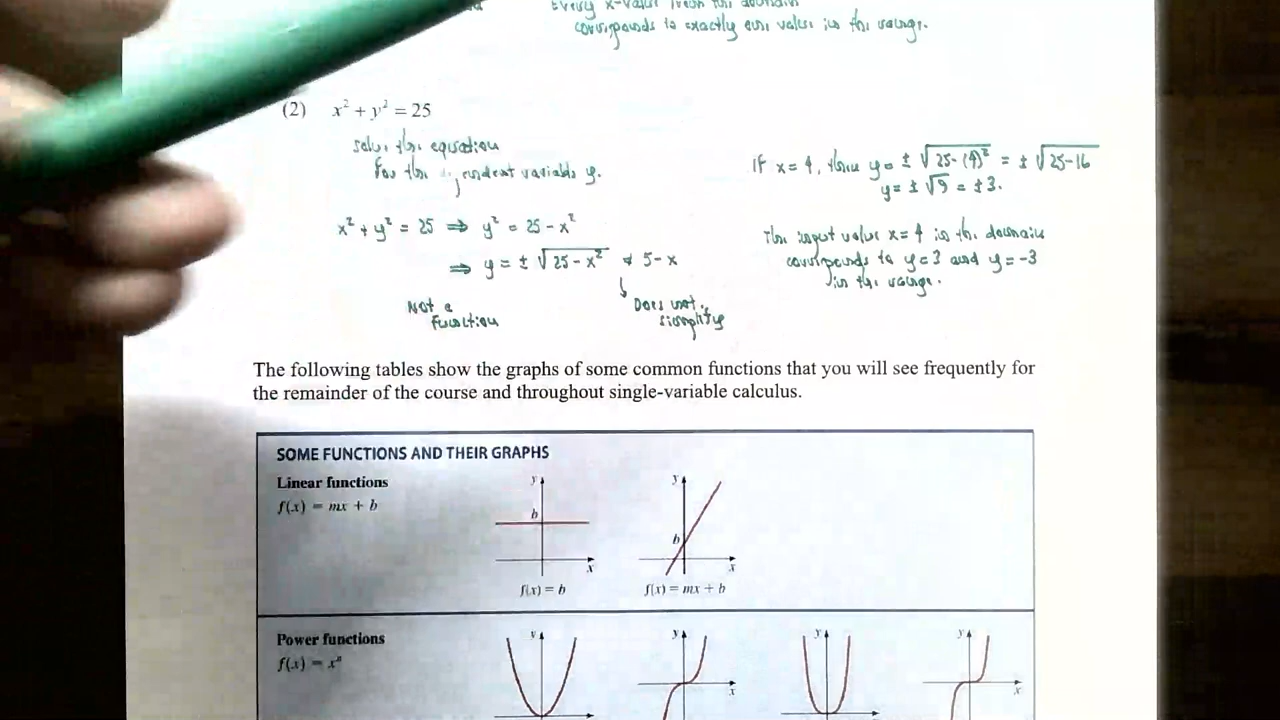 Every x-value from the domain
corresponds to exactly one value in the range.
(2) x² + y² = 25
Solve the equation
for the dependent variable y.
x² + y² = 25 ⇒ y² = 25 - x²
⇒ y = ± √25 - x² ≠ 5 - x
Not a
function
Does not
simplify
If x = 4, then y = ± √25 - (4)² = ± √25 - 16
y = ± √9 = ± 3.
The input value x = 4 in the domain
corresponds to y = 3 and y = -3
in the range.
The following tables show the graphs of some common functions that you will see frequently for
the remainder of the course and throughout single-variable calculus.
SOME FUNCTIONS AND THEIR GRAPHS
Linear functions
f(x) = mx + b
y
b
x
f(x) = b
y
b
x
f(x) = mx + b
Power functions
f(x) = xⁿ
y
y
x
y
y
x